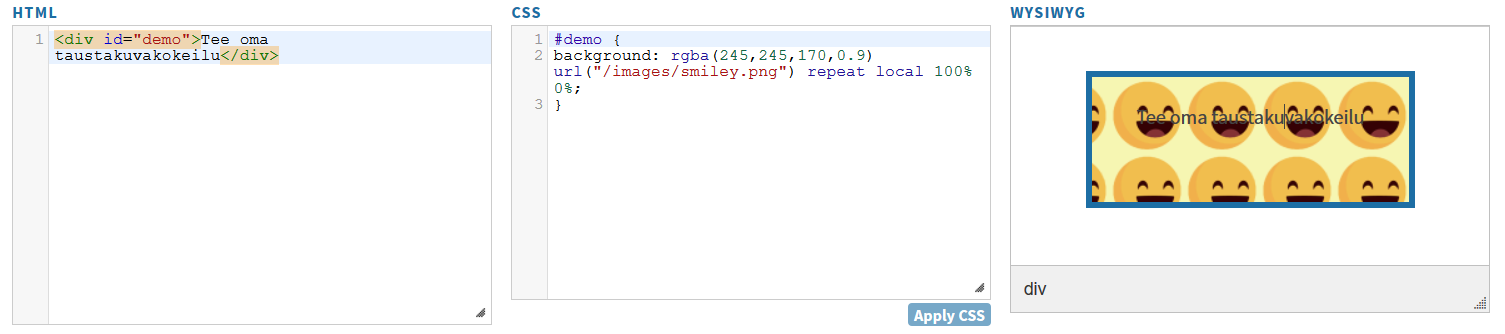 HTML
1 <div id="demo">Tee oma
taustakuvakokeilu</div>
CSS
1 #demo {
2 background: rgba(245,245,170,0.9)
url("/images/smiley.png") repeat local 100%
0%;
3 }
Apply CSS
WYSIWYG
Tee oma taustakuvakokeilu
div